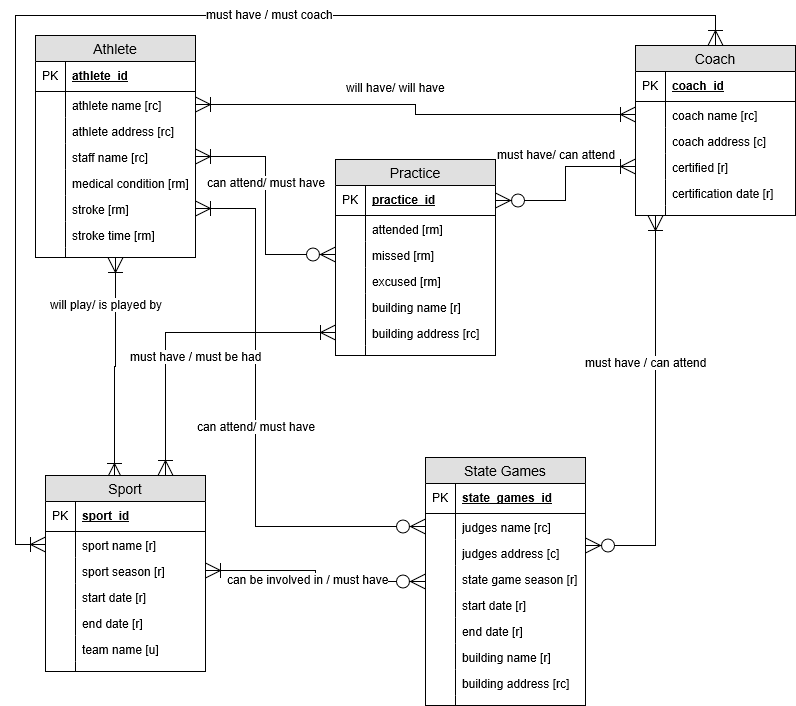 must have / must coach
Athlete
PK athlete_id
athlete name [rc]
athlete address [rc]
staff name [rc]
medical condition [rm]
stroke [rm]
stroke time [rm]
Coach
PK coach_id
coach name [rc]
coach address [c]
certified [r]
certification date [r]
will have/ will have
must have/ can attend
can attend/ must have
Practice
PK practice_id
attended [rm]
missed [rm]
excused [rm]
building name [r]
building address [rc]
will play/ is played by
must have / must be had
must have / can attend
can attend/ must have
Sport
PK sport_id
sport name [r]
sport season [r]
start date [r]
end date [r]
team name [u]
can be involved in / must have
State Games
PK state_games_id
judges name [rc]
judges address [c]
state game season [r]
start date [r]
end date [r]
building name [r]
building address [rc]